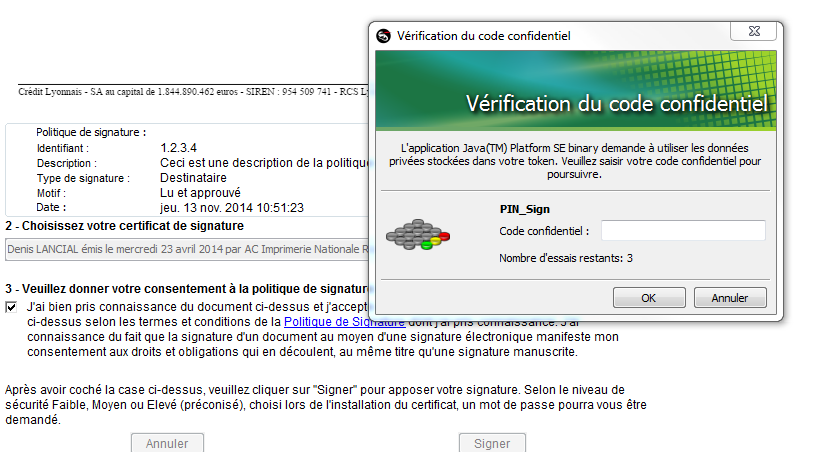 Crédit Lyonnais - SA au capital de 1.844.890.462 euros - SIREN : 954 509 741 - RCS
Politique de signature :
Identifiant : 1.2.3.4
Description : Ceci est une description de la politique
Type de signature : Destinataire
Motif : Lu et approuvé
Date : jeu. 13 nov. 2014 10:51:23
2 - Choisissez votre certificat de signature
Denis LANCIAL émis le mercredi 23 avril 2014 par AC Imprimerie Nationale
3 - Veuillez donner votre consentement à la politique de signature
J'ai bien pris connaissance du document ci-dessus et j'accept
ci-dessus selon les termes et conditions de la Politique de Signature dont j'ai pris connaissance. J'ai
connaissance du fait que la signature d'un document au moyen d'une signature électronique manifeste mon
consentement aux droits et obligations qui en découlent, au même titre qu'une signature manuscrite.
Après avoir coché la case ci-dessus, veuillez cliquer sur "Signer" pour apposer votre signature. Selon le niveau de
sécurité Faible, Moyen ou Elevé (préconisé), choisi lors de l'installation du certificat, un mot de passe pourra vous être
demandé.
Annuler
Signer
Vérification du code confidentiel
Vérification du code confidentiel
L'application Java(TM) Platform SE binary demande à utiliser les données
privées stockées dans votre token. Veuillez saisir votre code confidentiel pour
poursuivre.
PIN_Sign
Code confidentiel :
Nombre d'essais restants: 3
OK
Annuler